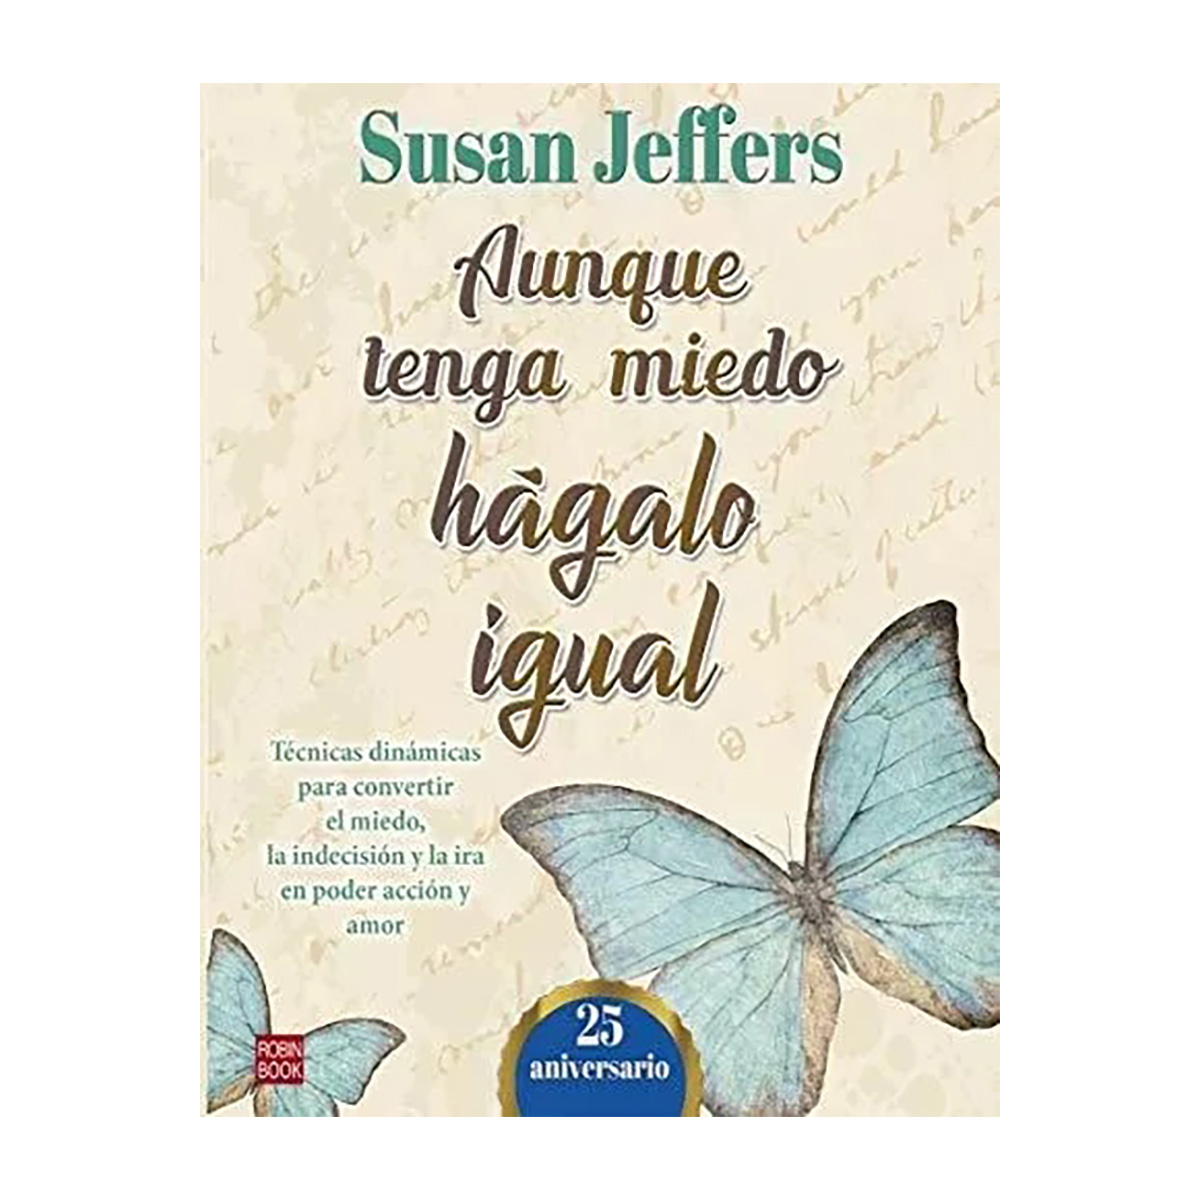 Susan Jeffers
Aunque
tenga miedo
hágalo
igual
Técnicas dinámicas
para convertir
el miedo,
la indecisión y la ira
en poder acción y
amor
25
aniversario
ROBIN
BOOK